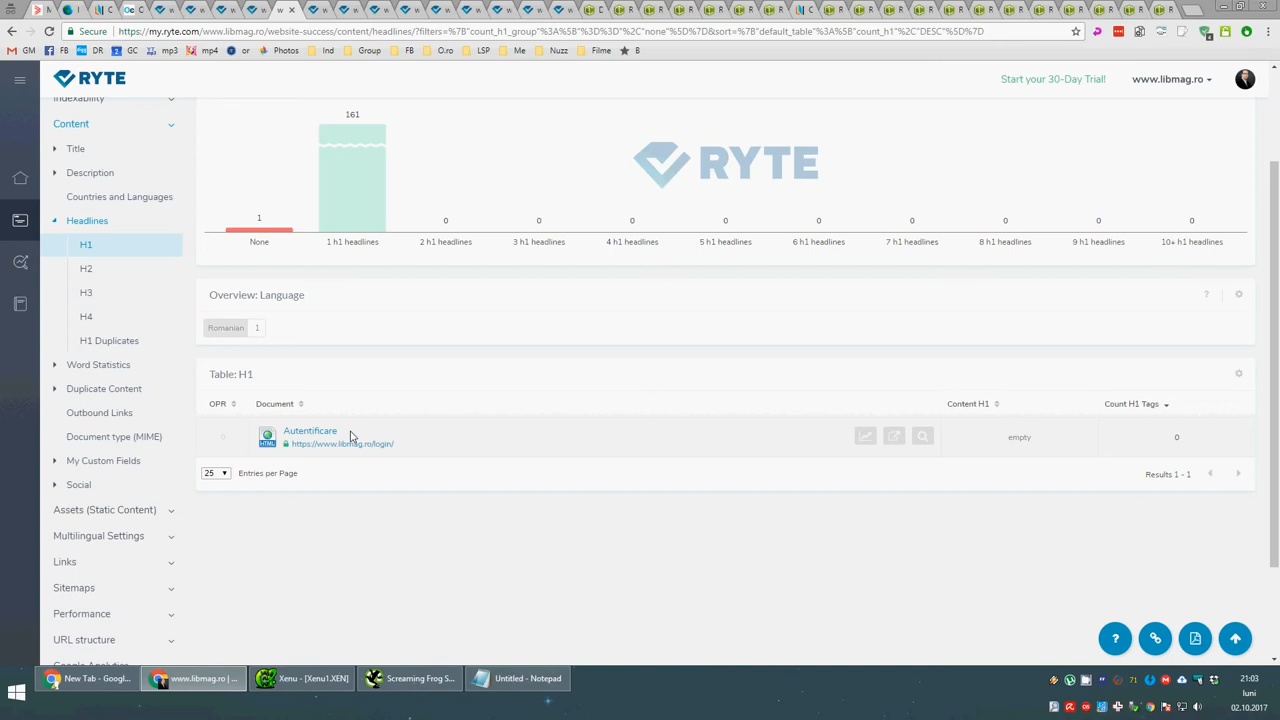 Secure https://my.ryte.com/www.libmag.ro/website-success/content/headlines/?filters=%7B"count_h1_group"%3A%5B"%3D%3D"%2C"none"%5D%7D&sort=%7B"default_table"%3A%5B"count_h1"%2C"DESC"%5D%7D
GM FB DR GC mp3 mp4 or Photos Ind Group FB O.ro LSP Me Nuzz Filme B
RYTE
Start your 30-Day Trial!
www.libmag.ro
Indexability
Content
Title
Description
Countries and Languages
Headlines
H1
H2
H3
H4
H1 Duplicates
Word Statistics
Duplicate Content
Outbound Links
Document type (MIME)
My Custom Fields
Social
Assets (Static Content)
Multilingual Settings
Links
Sitemaps
Performance
URL structure
Google Analytics
161
RYTE
1 0 0 0 0 0 0 0 0 0
None 1 h1 headlines 2 h1 headlines 3 h1 headlines 4 h1 headlines 5 h1 headlines 6 h1 headlines 7 h1 headlines 8 h1 headlines 9 h1 headlines 10+ h1 headlines
Overview: Language
?
Romanian 1
Table: H1
OPR Document Content H1 Count H1 Tags
0 HTML Autentificare empty 0
https://www.libmag.ro/login/
25 Entries per Page Results 1 - 1
?
New Tab - Googl... www.libmag.ro | ... Xenu - [Xenu1.XEN] Screaming Frog S... Untitled - Notepad
71
21:03
luni
02.10.2017